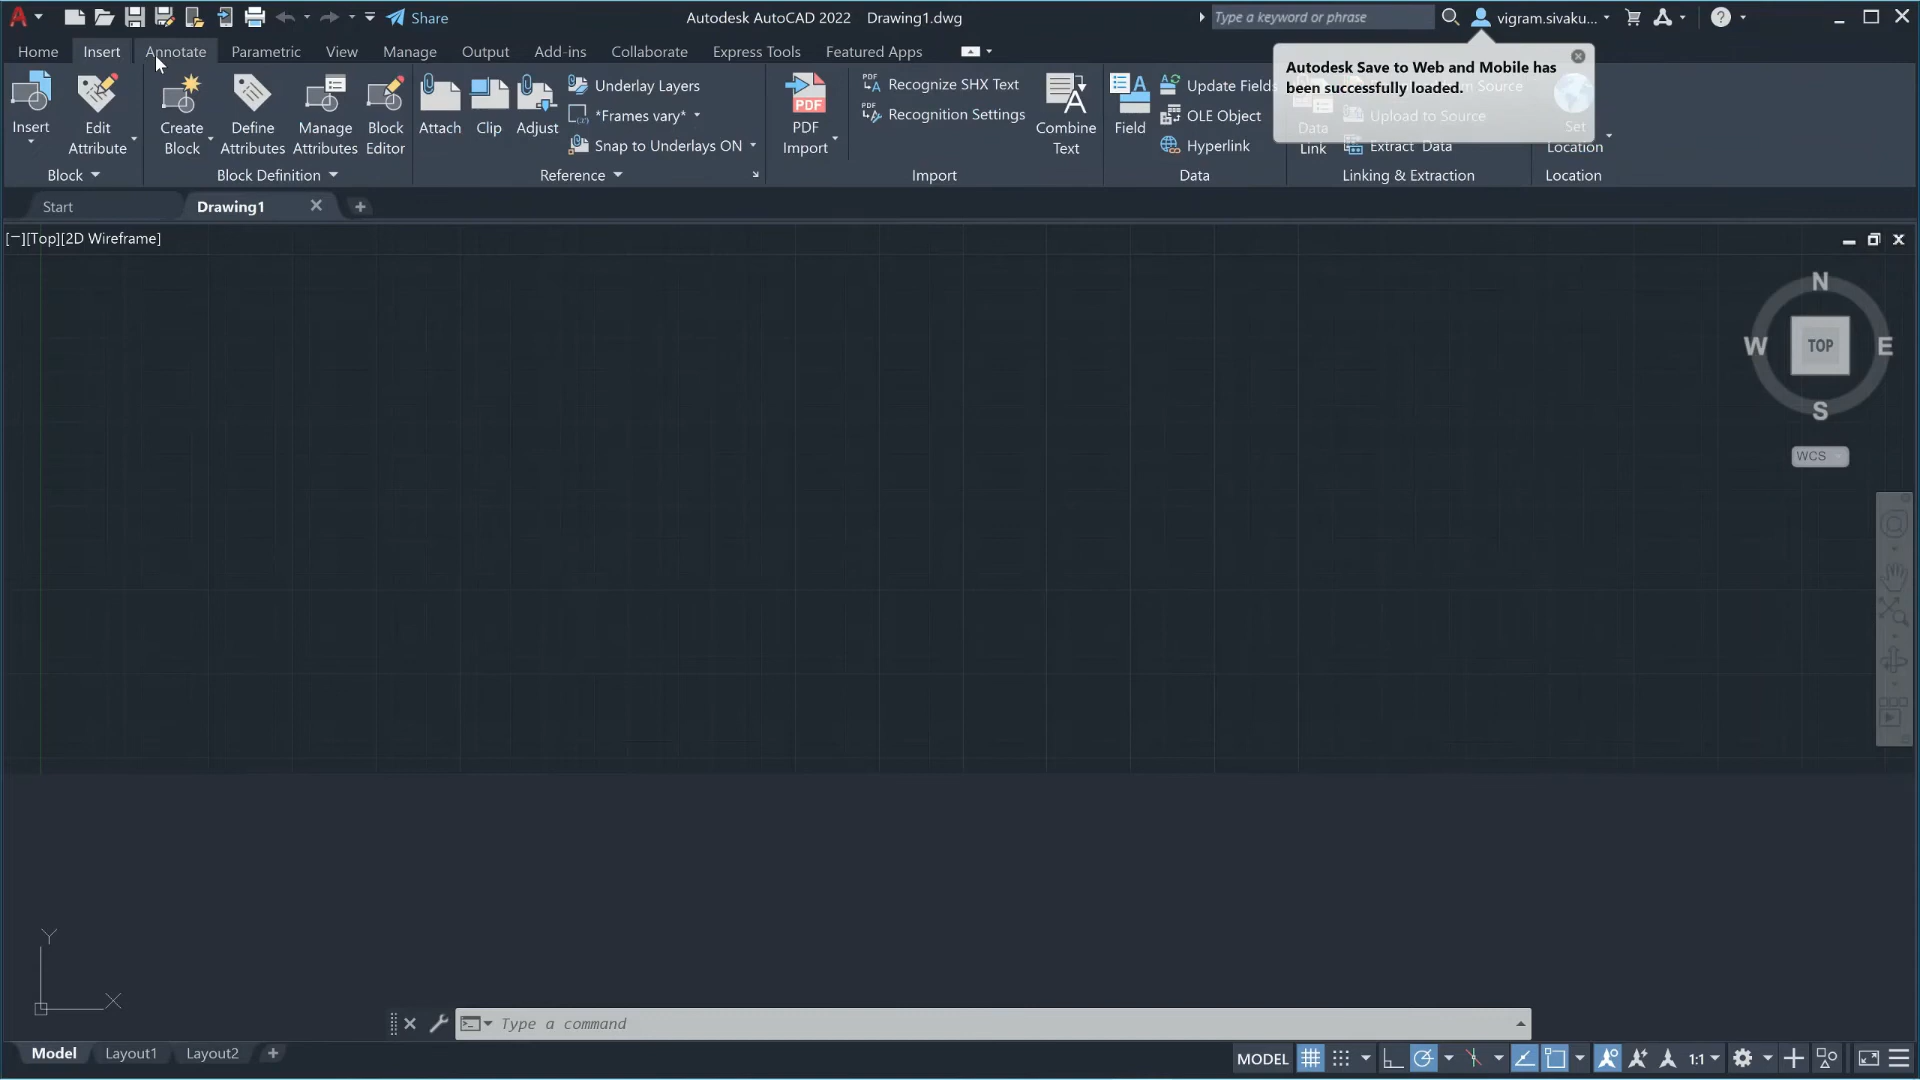 Share
Autodesk AutoCAD 2022 Drawing1.dwg
Type a keyword or phrase
vigram.sivaku...
Home Insert Annotate Parametric View Manage Output Add-ins Collaborate Express Tools Featured Apps
Autodesk Save to Web and Mobile has
been successfully loaded.
Insert
Edit
Attribute
Block
Create
Block
Define
Attributes
Manage
Attributes
Block
Editor
Block Definition
Attach
Clip
Adjust
Underlay Layers
*Frames vary*
Snap to Underlays ON
Reference
PDF
PDF
Import
PDF
Recognize SHX Text
PDF
Recognition Settings
Combine
Text
Import
Field
Update Fields
OLE Object
Hyperlink
Data
Data
Link
Source
Upload to Source
Extract Data
Linking & Extraction
Set
Location
Location
Start
Drawing1
[−][Top][2D Wireframe]
N
W
TOP
E
S
WCS
Y
X
Type a command
Model
Layout1
Layout2
MODEL
1:1